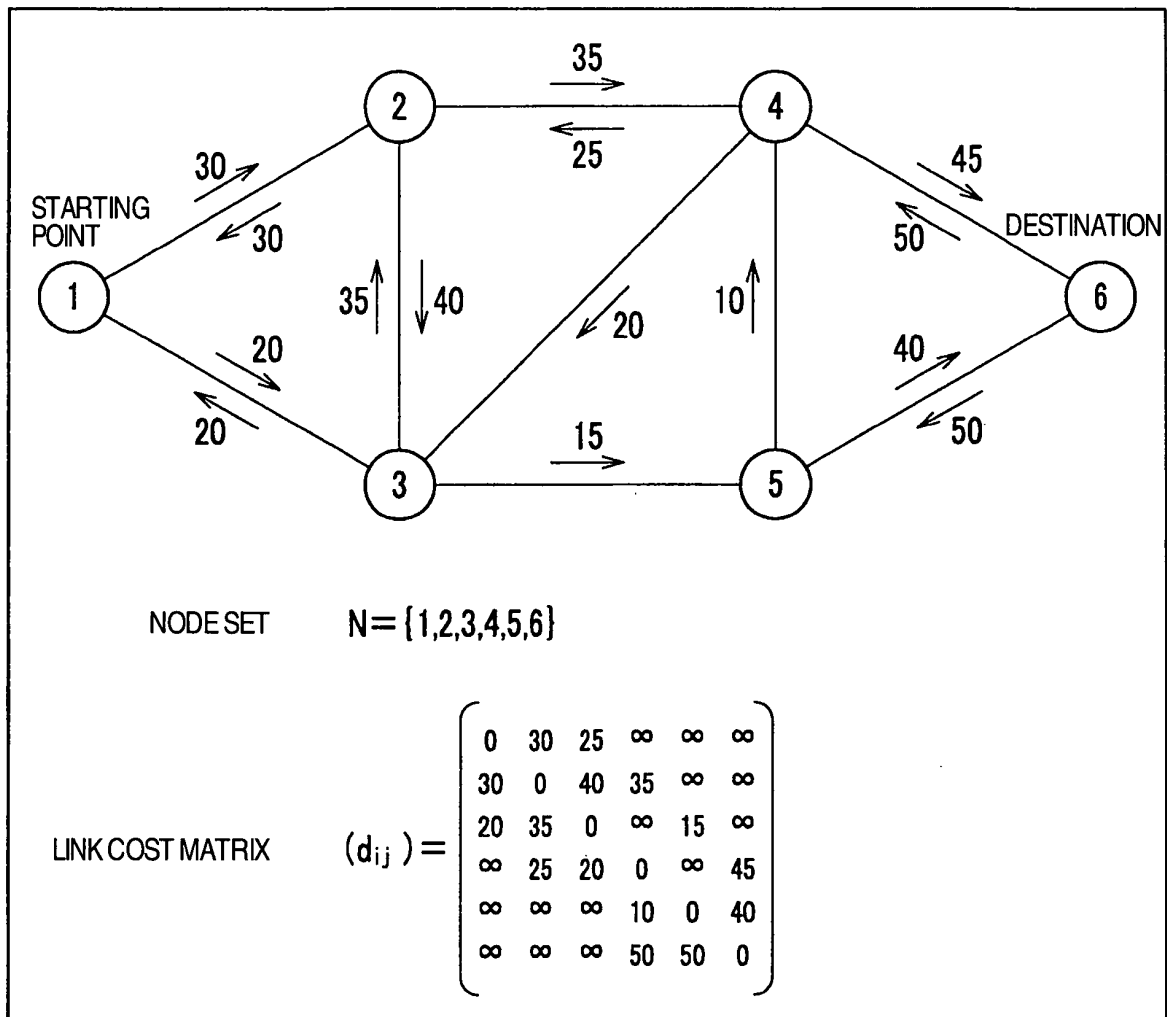 35
2
4
25
30
45
STARTING
POINT
30
50
DESTINATION
1
35
40
20
10
6
20
40
20
15
50
3
5
NODE SET N={1,2,3,4,5,6}
LINK COST MATRIX (dij)=
0 30 25 ∞ ∞ ∞
30 0 40 35 ∞ ∞
20 35 0 ∞ 15 ∞
∞ 25 20 0 ∞ 45
∞ ∞ ∞ 10 0 40
∞ ∞ ∞ 50 50 0